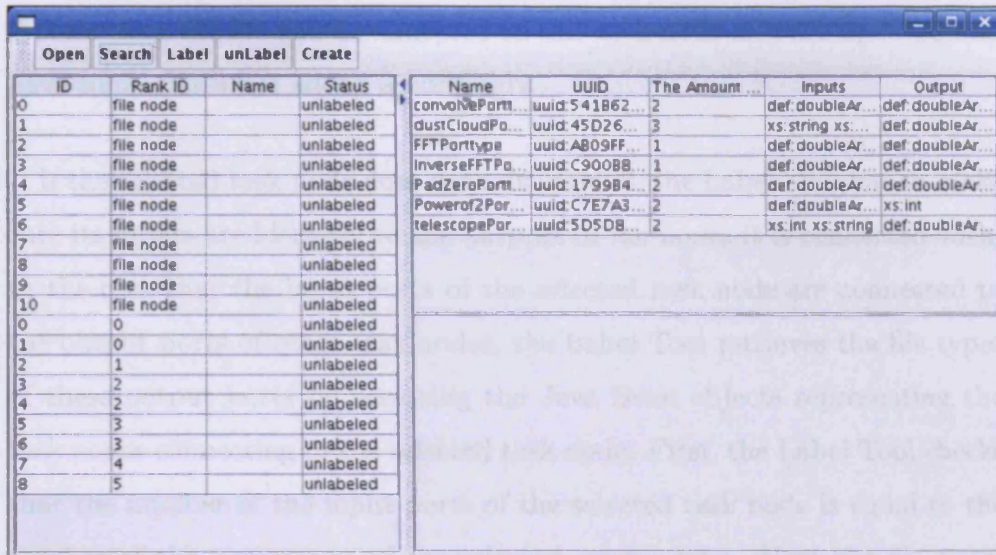 Open Search Label unLabel Create
ID Rank ID Name Status
0 file node unlabeled
1 file node unlabeled
2 file node unlabeled
3 file node unlabeled
4 file node unlabeled
5 file node unlabeled
6 file node unlabeled
7 file node unlabeled
8 file node unlabeled
9 file node unlabeled
10 file node unlabeled
0 0 unlabeled
1 0 unlabeled
2 1 unlabeled
3 2 unlabeled
4 2 unlabeled
5 3 unlabeled
6 3 unlabeled
7 4 unlabeled
8 5 unlabeled
Name UUID The Amount ... Inputs Output
convolvePortt... uuid:541B62... 2 def:doubleAr... def:doubleAr...
dustCloudPo... uuid:45D26... 3 xs:string xs:... def:doubleAr...
FFTPorttype uuid:AB09FF... 1 def:doubleAr... def:doubleAr...
InverseFFTPo... uuid:C900BB... 1 def:doubleAr... def:doubleAr...
PadZeroPortt... uuid:1799B4... 2 def:doubleAr... def:doubleAr...
Powerof2Por... uuid:C7E7A3... 2 def:doubleAr... xs:int
telescopePor... uuid:5D5DB... 2 xs:int xs:string def:doubleAr...